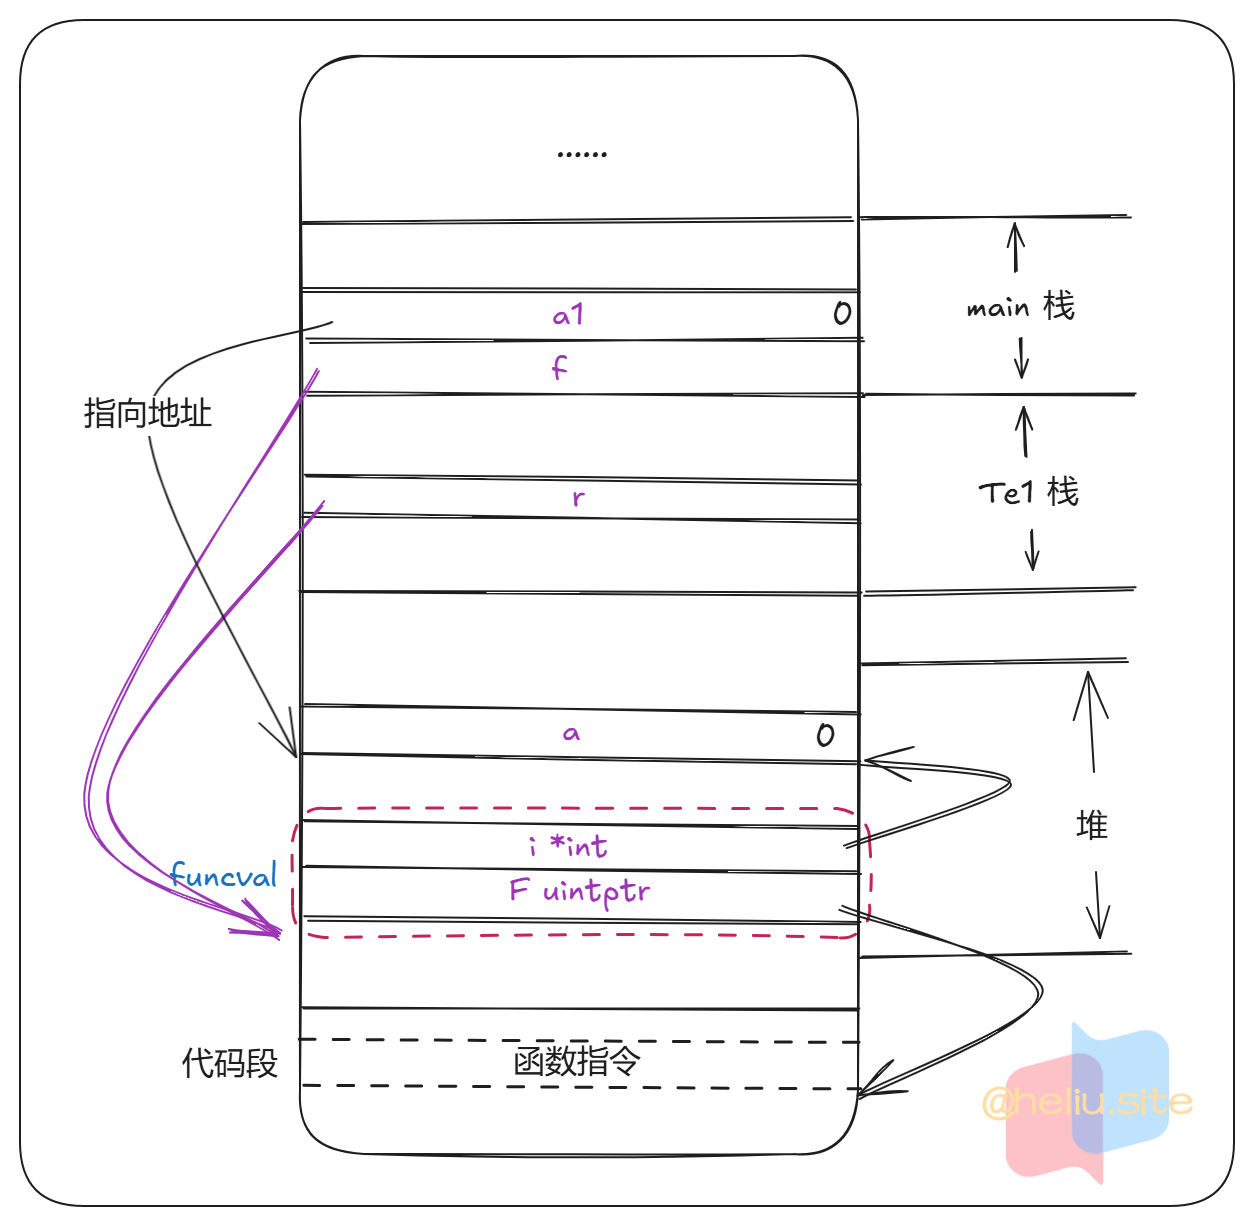 ......
a1 0
main 栈
f
指向地址
r
Te1 栈
a 0
堆
i *int
funcval
F uintptr
代码段
函数指令
@heliu.site